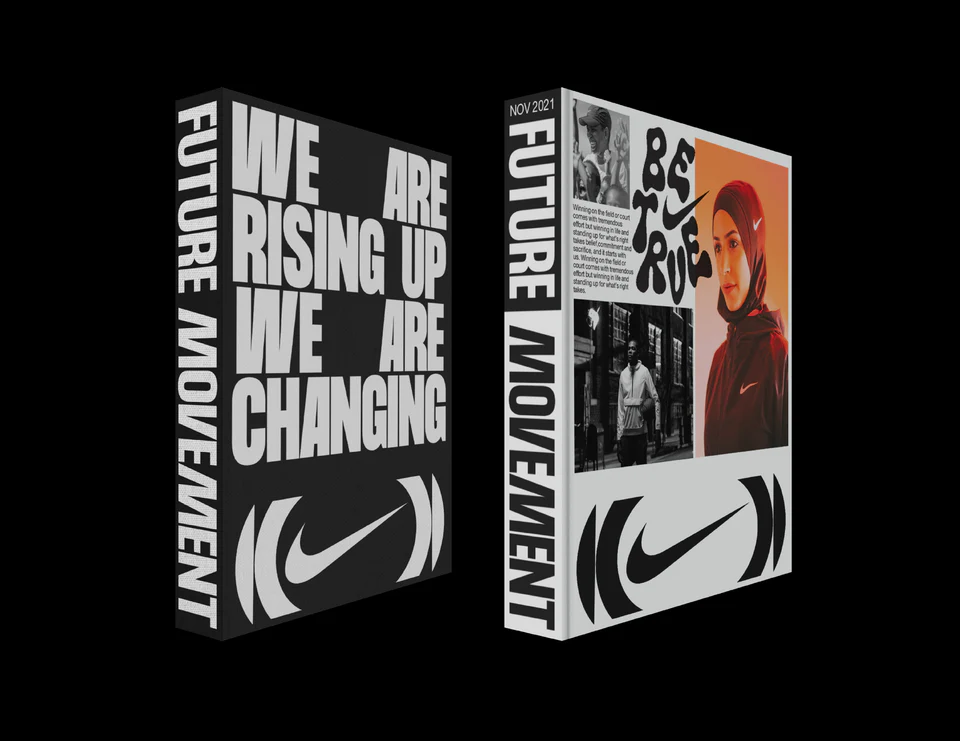 FUTURE MOVEMENT
WE ARE
RISING UP
WE ARE
CHANGING
NOV 2021
FUTURE MOVEMENT
BE
TRUE
Winning on the field or court
comes with tremendous
effort but winning in life and
standing up for what's right
takes belief,commitment and
sacrifice, and it starts with
us. Winning on the field or
court comes with tremendous
effort but winning in life and
standing up for what's right
takes.